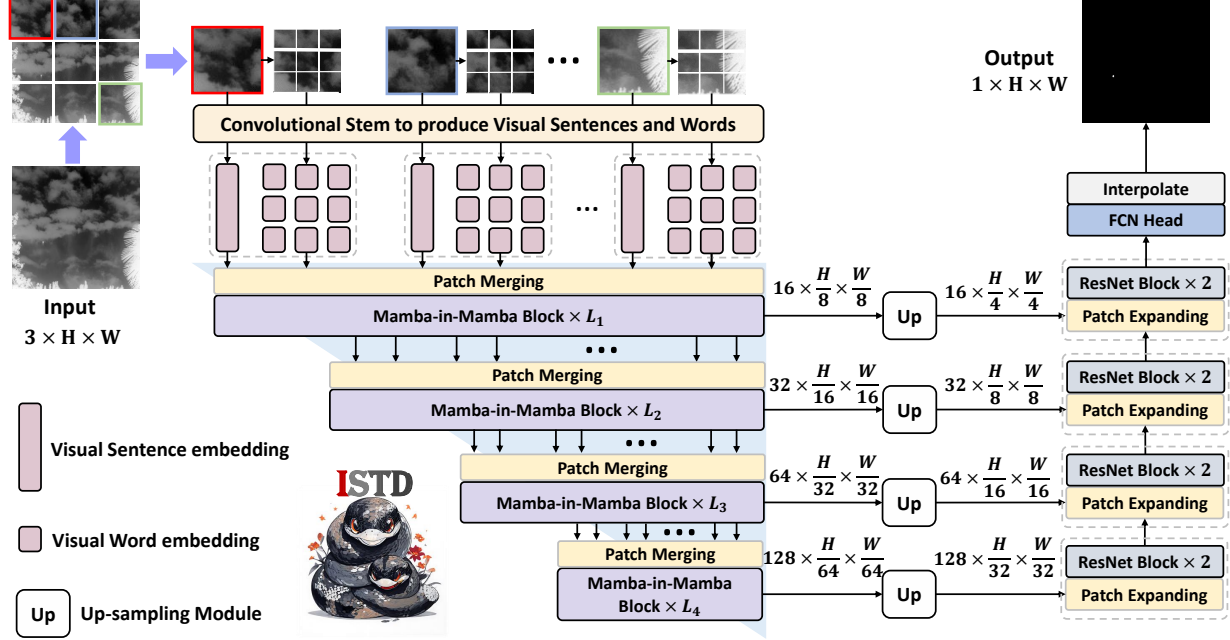 Input
3 × H × W
Convolutional Stem to produce Visual Sentences and Words
Patch Merging
Mamba-in-Mamba Block × L₁
16 × H/8 × W/8
Up
16 × H/4 × W/4
Patch Merging
Mamba-in-Mamba Block × L₂
32 × H/16 × W/16
Up
32 × H/8 × W/8
Patch Merging
Mamba-in-Mamba Block × L₃
64 × H/32 × W/32
Up
64 × H/16 × W/16
Patch Merging
Mamba-in-Mamba
Block × L₄
128 × H/64 × W/64
Up
128 × H/32 × W/32
Output
1 × H × W
Interpolate
FCN Head
ResNet Block × 2
Patch Expanding
ResNet Block × 2
Patch Expanding
ResNet Block × 2
Patch Expanding
ResNet Block × 2
Patch Expanding
Visual Sentence embedding
Visual Word embedding
Up
Up-sampling Module
ISTD